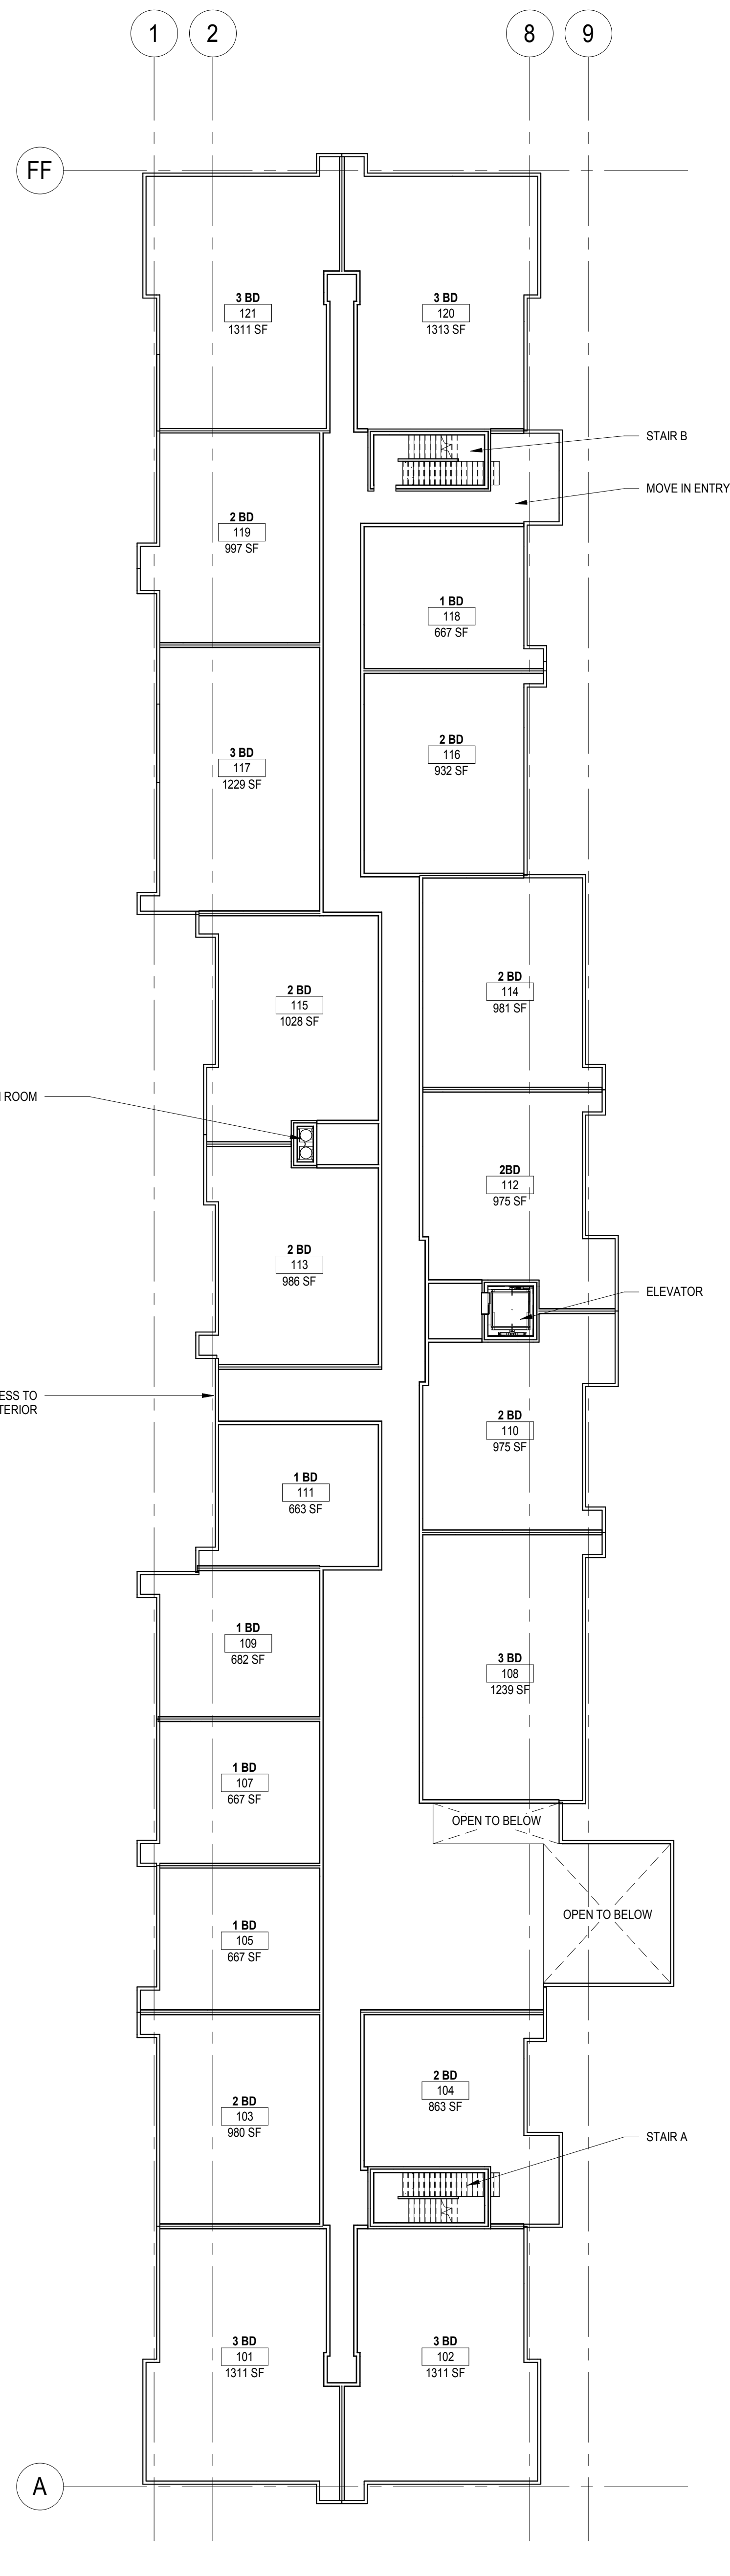 1
2
8
9
FF
3 BD
121
1311 SF
3 BD
120
1313 SF
STAIR B
MOVE IN ENTRY
2 BD
119
997 SF
1 BD
118
667 SF
3 BD
117
1229 SF
2 BD
116
932 SF
2 BD
115
1028 SF
2 BD
114
981 SF
ROOM
2BD
112
975 SF
2 BD
113
986 SF
ELEVATOR
ESS TO
TERIOR
2 BD
110
975 SF
1 BD
111
663 SF
1 BD
109
682 SF
3 BD
108
1239 SF
1 BD
107
667 SF
OPEN TO BELOW
OPEN TO BELOW
1 BD
105
667 SF
2 BD
104
863 SF
2 BD
103
980 SF
STAIR A
3 BD
101
1311 SF
3 BD
102
1311 SF
A